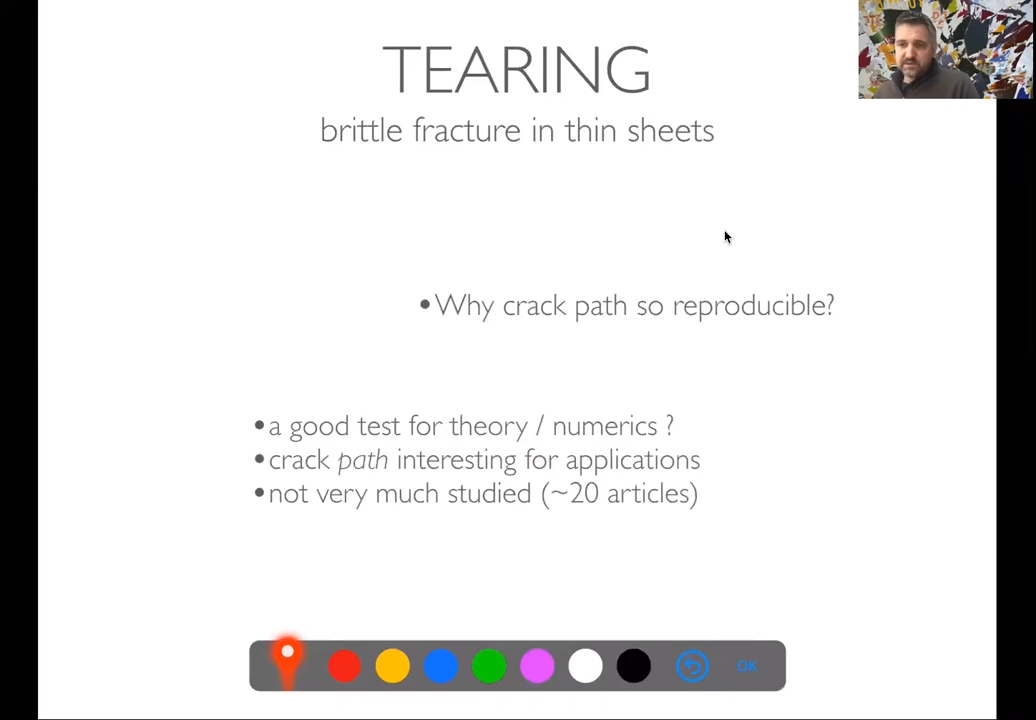 TEARING
brittle fracture in thin sheets
•Why crack path so reproducible?
•a good test for theory / numerics ?
•crack path interesting for applications
•not very much studied (~20 articles)
OK